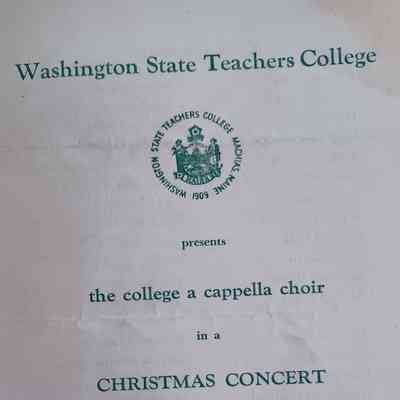 Washington State Teachers College
WASHINGTON STATE TEACHERS COLLEGE MACHIAS, MAINE
1909
presents
the college a cappella choir
in a
CHRISTMAS CONCERT